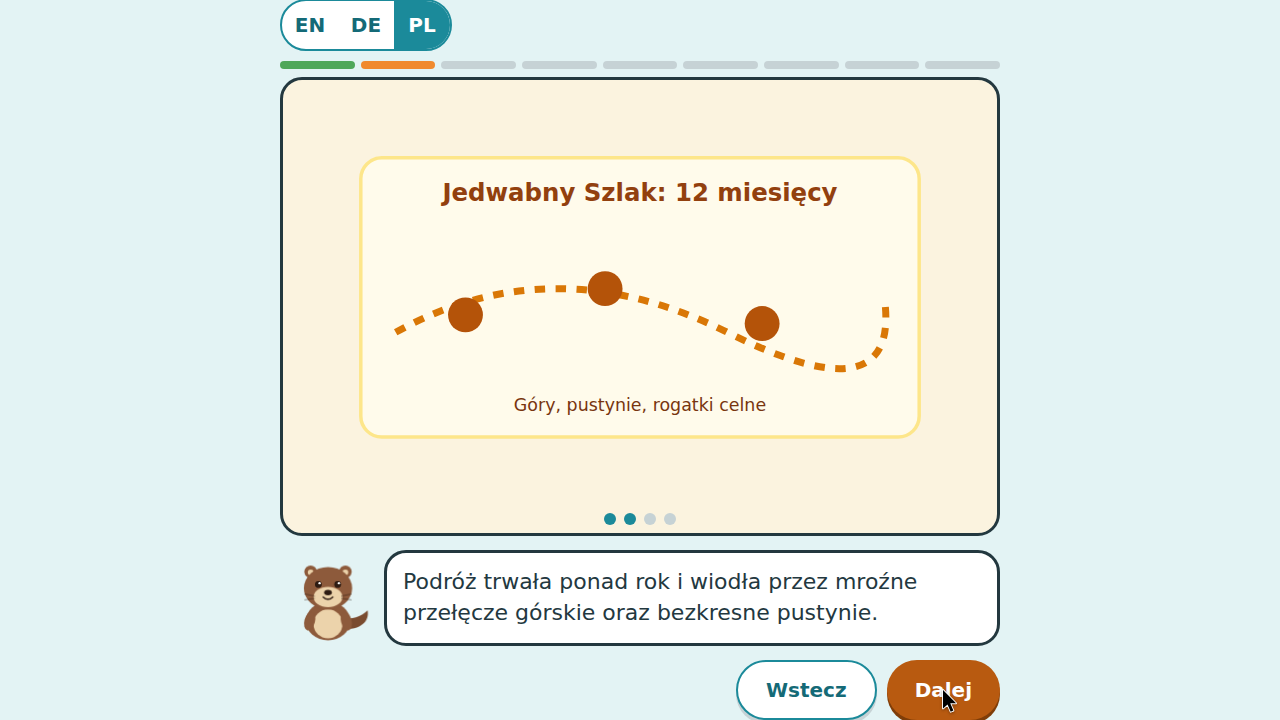 EN DE PL
Jedwabny Szlak: 12 miesięcy
Góry, pustynie, rogatki celne
Podróż trwała ponad rok i wiodła przez mroźne
przełęcze górskie oraz bezkresne pustynie.
Wstecz Dalej